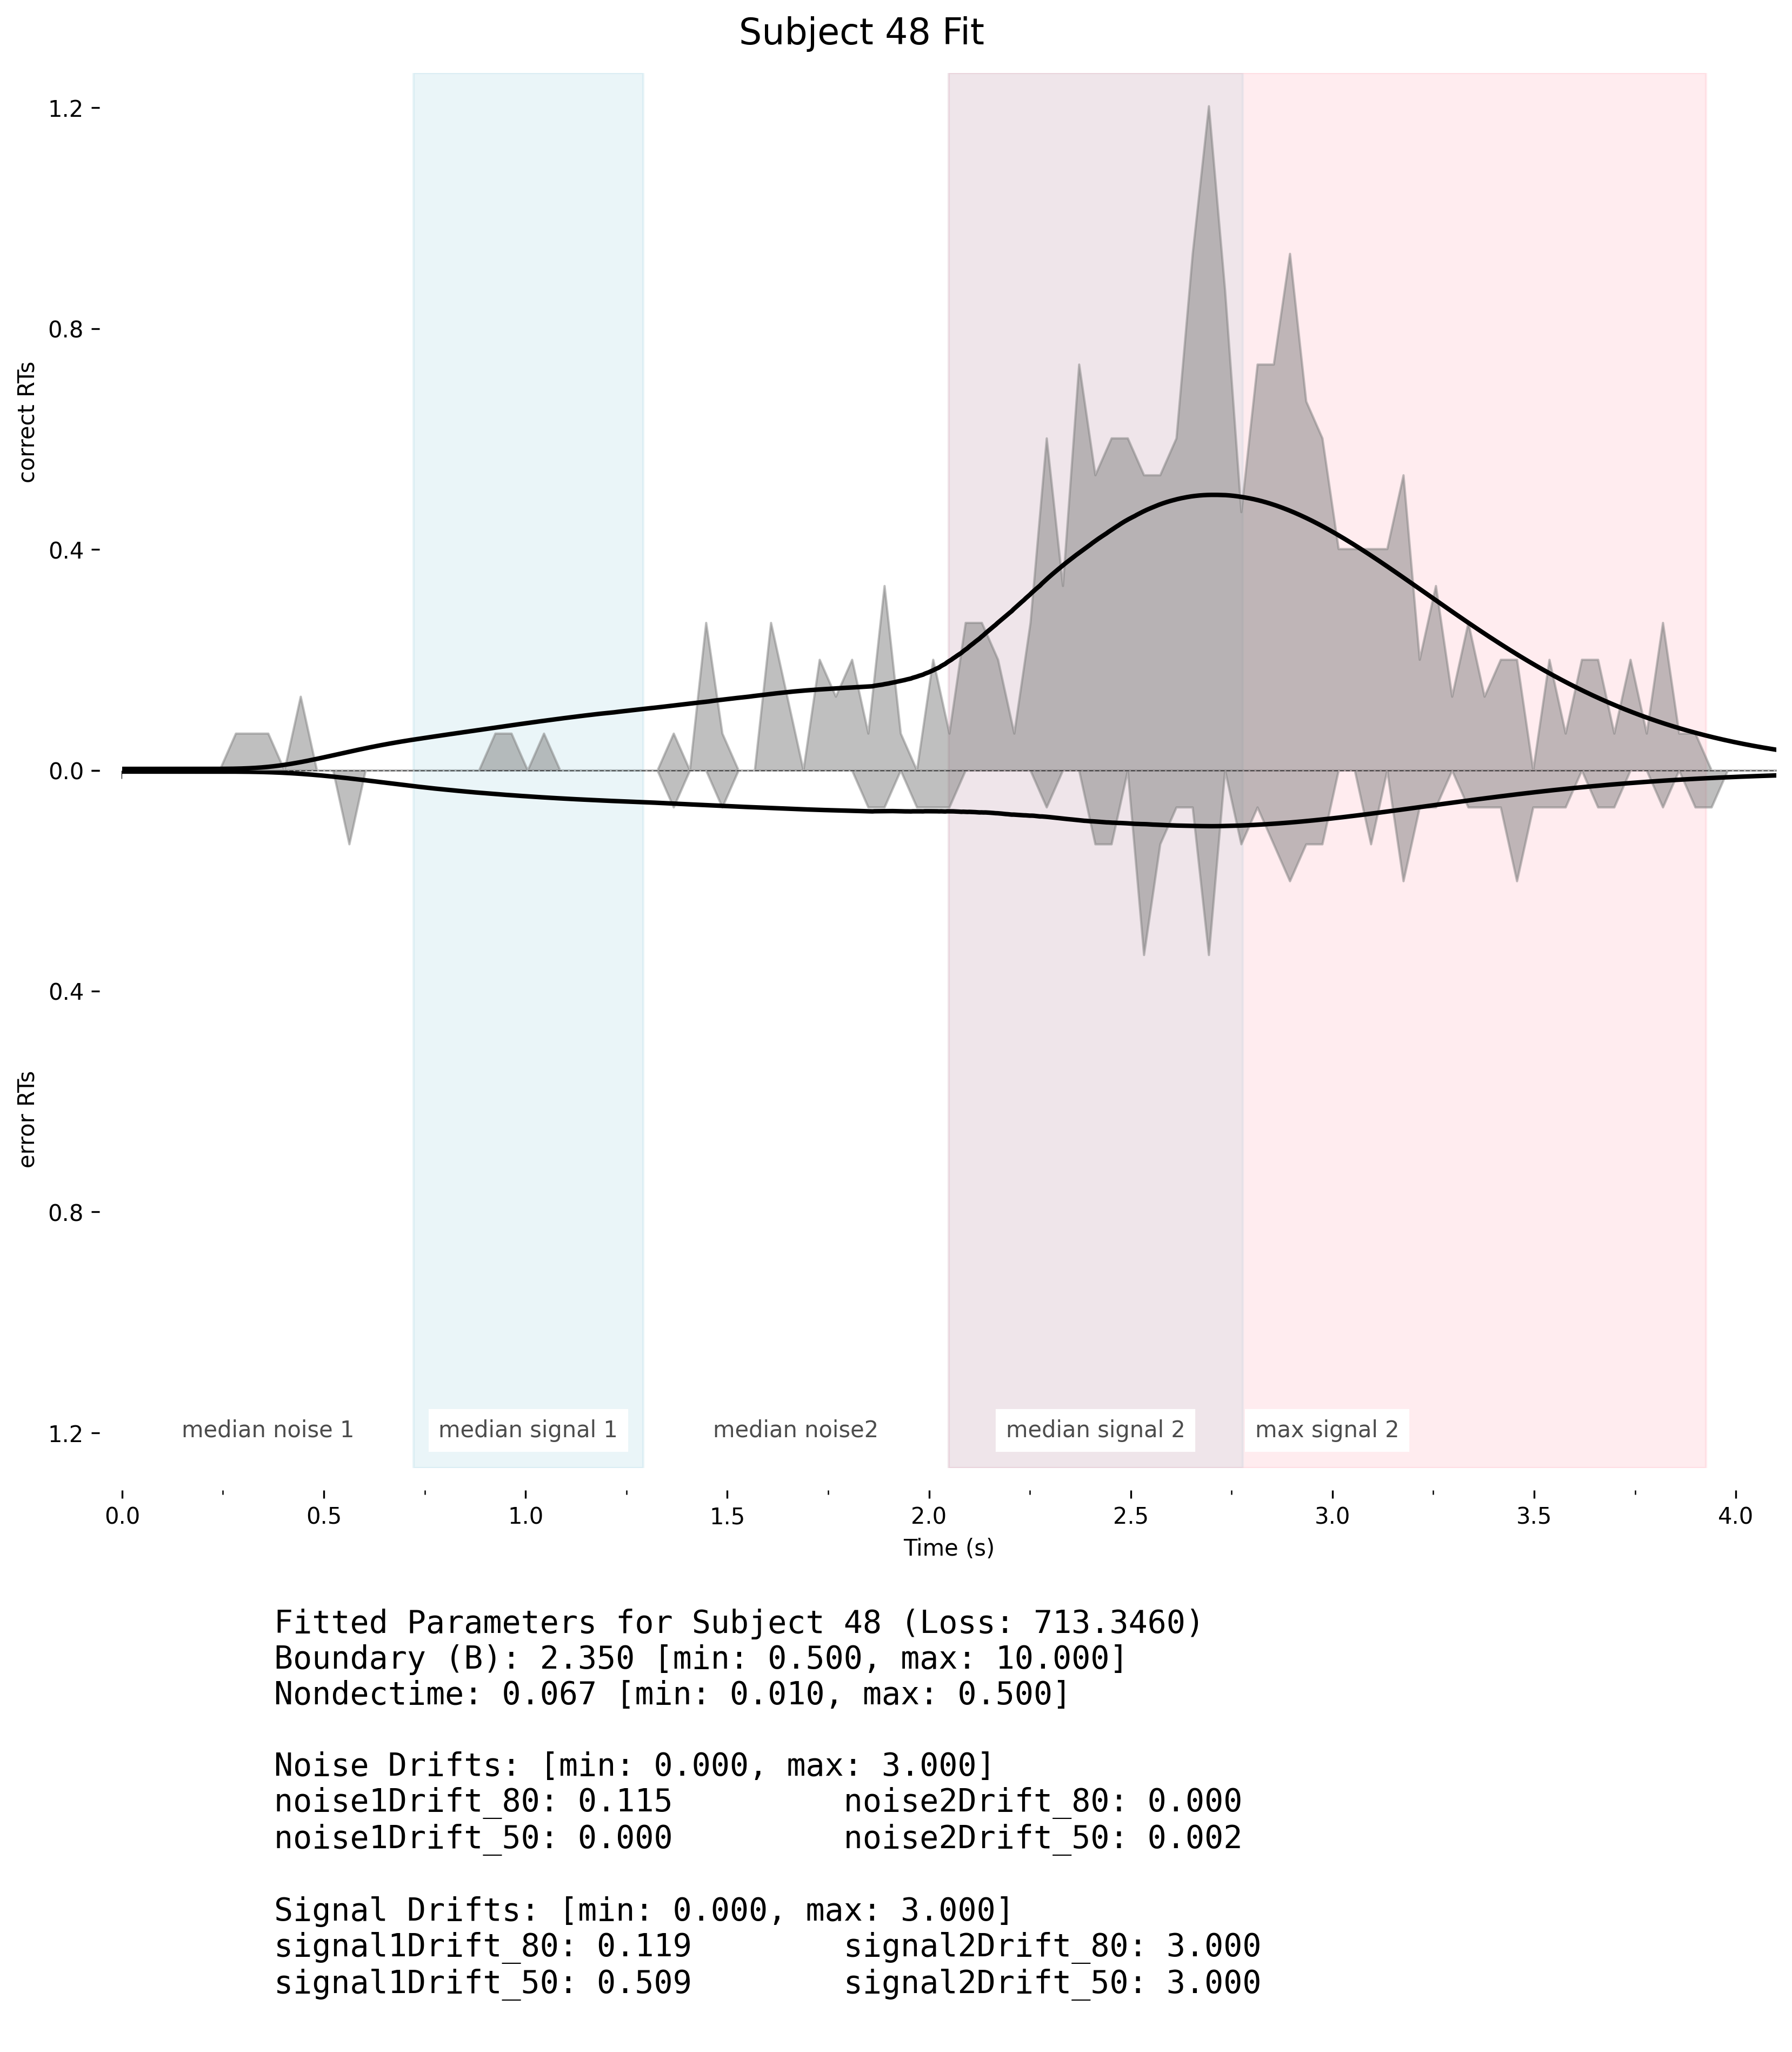 Subject 48 Fit
1.2
0.8
0.4
0.0
0.4
0.8
1.2
correct RTs
error RTs
median noise 1
median signal 1
median noise2
median signal 2
max signal 2
0.0 0.5 1.0 1.5 2.0 2.5 3.0 3.5 4.0
Time (s)
Fitted Parameters for Subject 48 (Loss: 713.3460)
Boundary (B): 2.350 [min: 0.500, max: 10.000]
Nondectime: 0.067 [min: 0.010, max: 0.500]
Noise Drifts: [min: 0.000, max: 3.000]
noise1Drift_80: 0.115 noise2Drift_80: 0.000
noise1Drift_50: 0.000 noise2Drift_50: 0.002
Signal Drifts: [min: 0.000, max: 3.000]
signal1Drift_80: 0.119 signal2Drift_80: 3.000
signal1Drift_50: 0.509 signal2Drift_50: 3.000